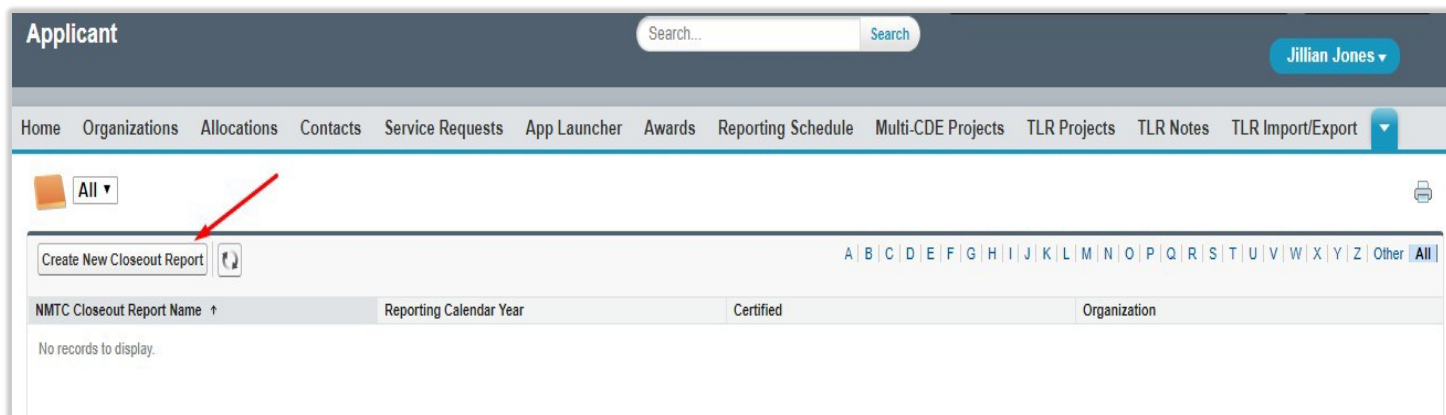 Applicant
Search...
Search
Jillian Jones
Home Organizations Allocations Contacts Service Requests App Launcher Awards Reporting Schedule Multi-CDE Projects TLR Projects TLR Notes TLR Import/Export
All
Create New Closeout Report
A | B | C | D | E | F | G | H | I | J | K | L | M | N | O | P | Q | R | S | T | U | V | W | X | Y | Z | Other | All
NMTC Closeout Report Name ↑ Reporting Calendar Year Certified Organization
No records to display.